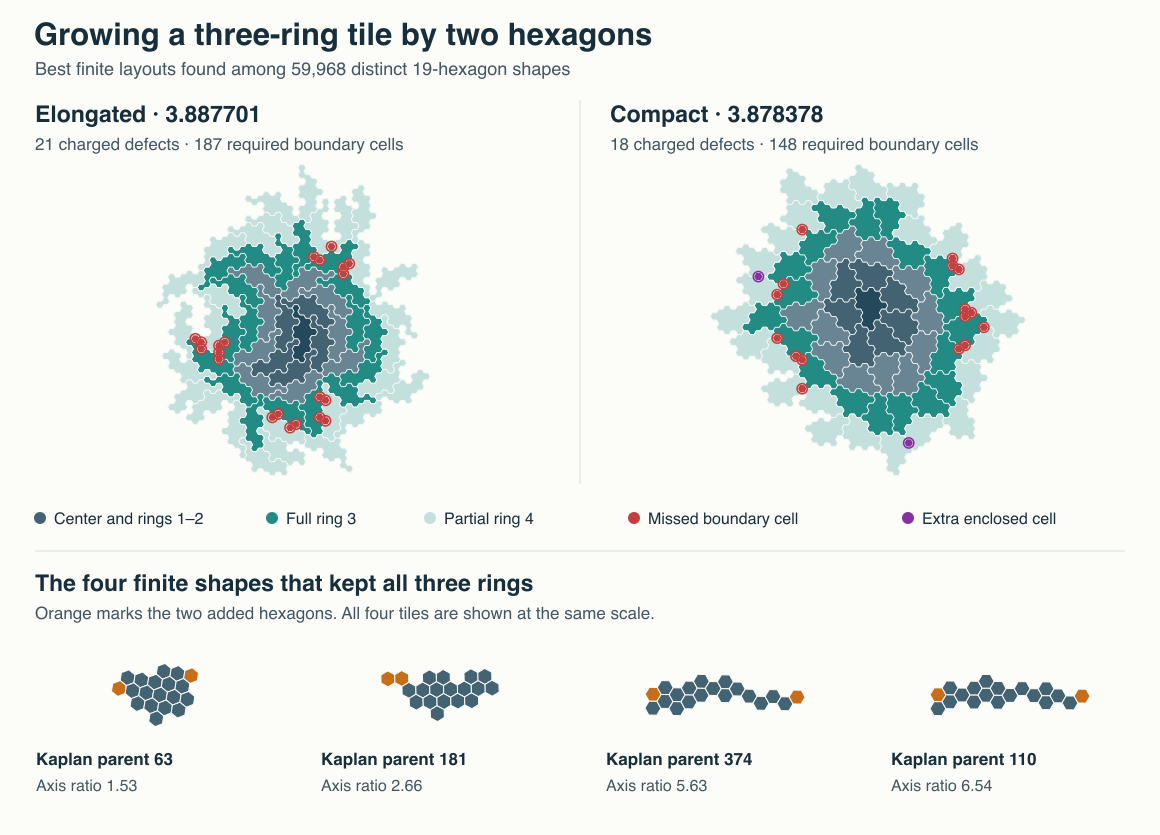 Growing a three-ring tile by two hexagons
Best finite layouts found among 59,968 distinct 19-hexagon shapes
Elongated · 3.887701
21 charged defects · 187 required boundary cells
Compact · 3.878378
18 charged defects · 148 required boundary cells
Center and rings 1–2
Full ring 3
Partial ring 4
Missed boundary cell
Extra enclosed cell
The four finite shapes that kept all three rings
Orange marks the two added hexagons. All four tiles are shown at the same scale.
Kaplan parent 63
Axis ratio 1.53
Kaplan parent 181
Axis ratio 2.66
Kaplan parent 374
Axis ratio 5.63
Kaplan parent 110
Axis ratio 6.54